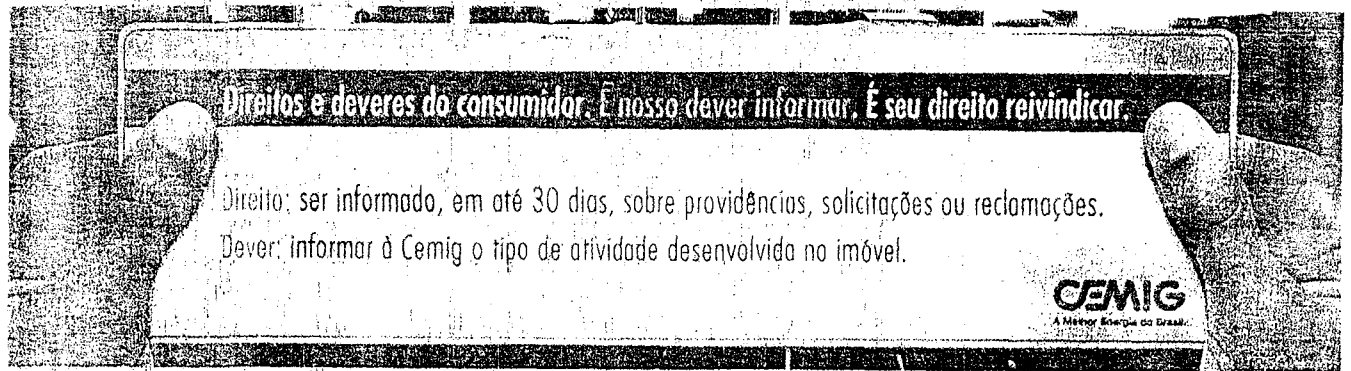 Direitos e deveres do consumidor. É nosso dever informar. É seu direito reivindicar.
Direito: ser informado, em até 30 dias, sobre providências, solicitações ou reclamações.
Dever: informar à Cemig o tipo de atividade desenvolvida no imóvel.
CEMIG
A Melhor Energia do Brasil.